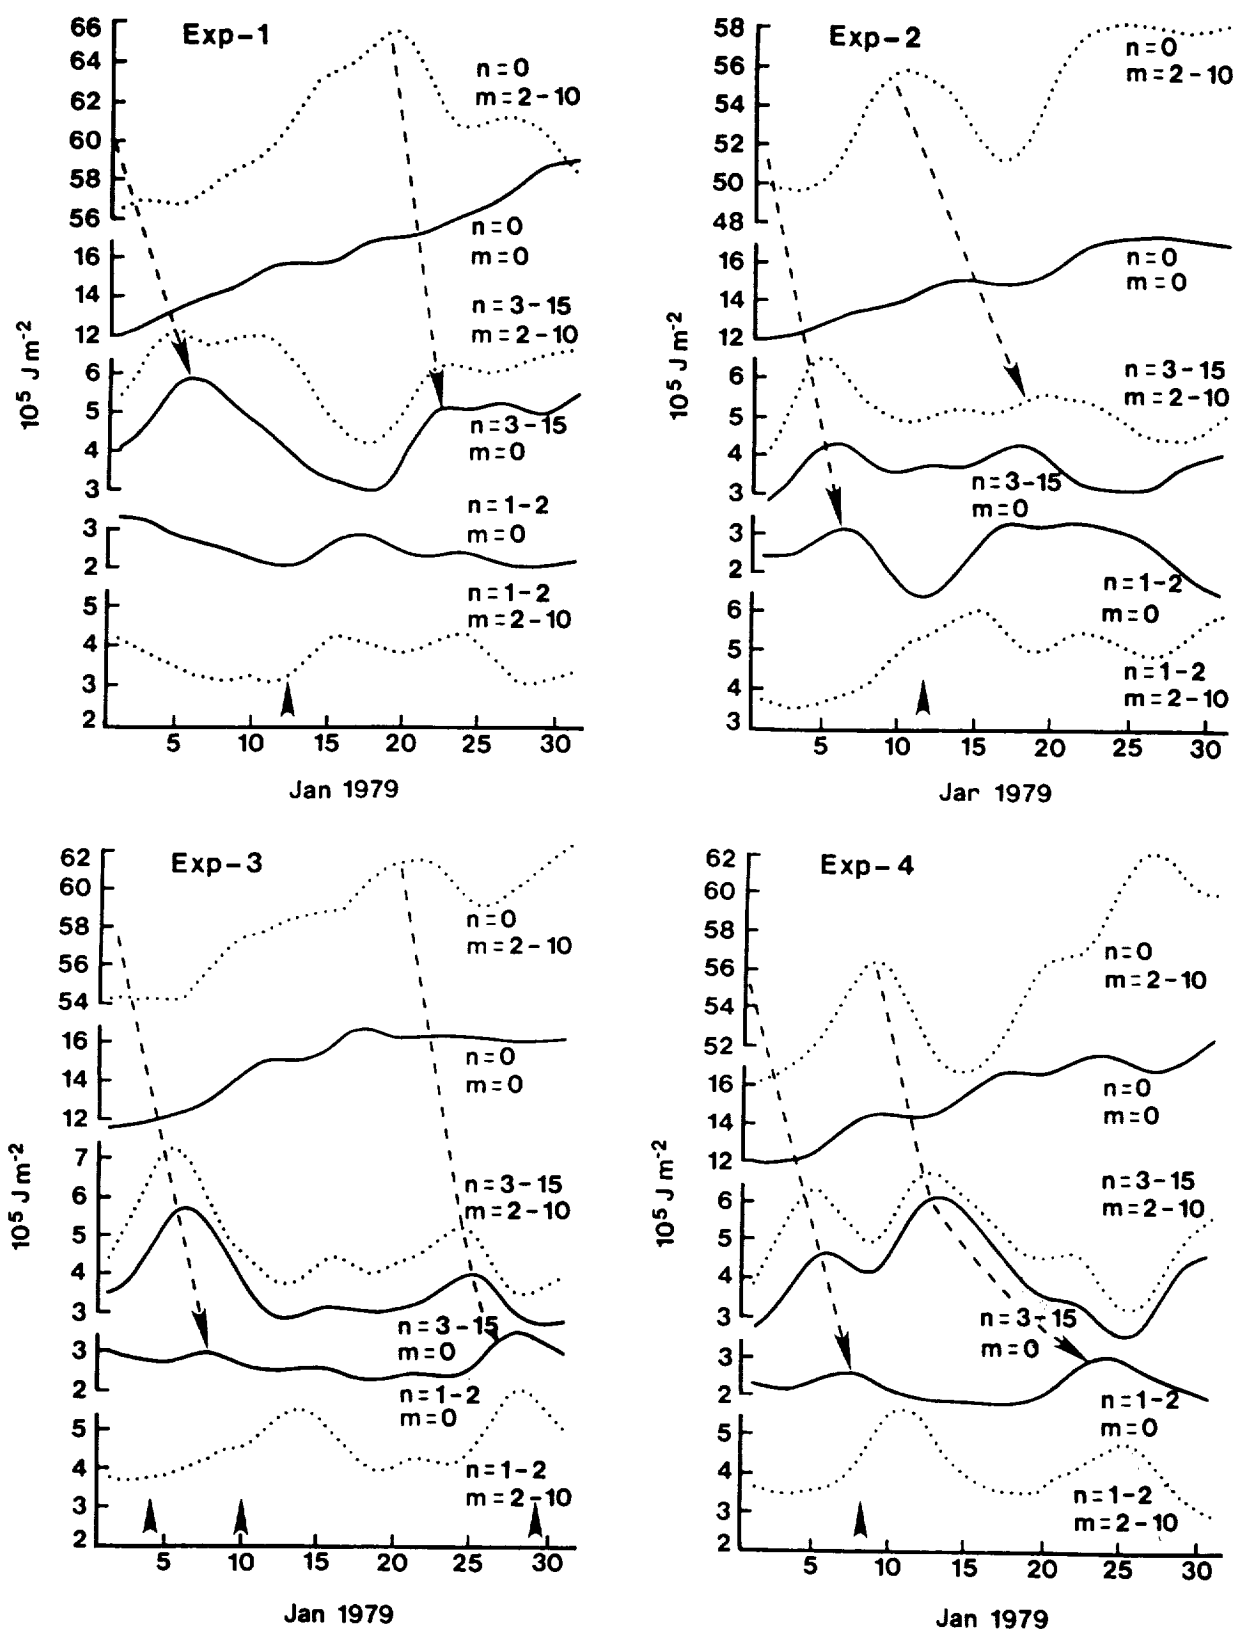 Exp-1
66
64
62
60
58
56
n=0
m=2-10
n=0
m=0
16
14
12
n=3-15
m=2-10
10⁵ J m⁻²
6
5
4
3
n=3-15
m=0
3
2
n=1-2
m=0
5
4
3
2
n=1-2
m=2-10
5 10 15 20 25 30
Jan 1979
Exp-2
58
56
54
52
50
48
n=0
m=2-10
16
14
12
n=0
m=0
10⁵ J m⁻²
6
5
4
3
n=3-15
m=2-10
n=3-15
m=0
3
2
n=1-2
m=0
6
5
4
3
n=1-2
m=2-10
5 10 15 20 25 30
Jan 1979
Exp-3
62
60
58
56
54
n=0
m=2-10
16
14
12
n=0
m=0
10⁵ J m⁻²
7
6
5
4
3
n=3-15
m=2-10
n=3-15
m=0
3
2
n=1-2
m=0
5
4
3
2
n=1-2
m=2-10
5 10 15 20 25 30
Jan 1979
Exp-4
62
60
58
56
54
52
n=0
m=2-10
16
14
12
n=0
m=0
10⁵ J m⁻²
6
5
4
3
n=3-15
m=2-10
n=3-15
m=0
3
2
n=1-2
m=0
5
4
3
2
n=1-2
m=2-10
5 10 15 20 25 30
Jan 1979